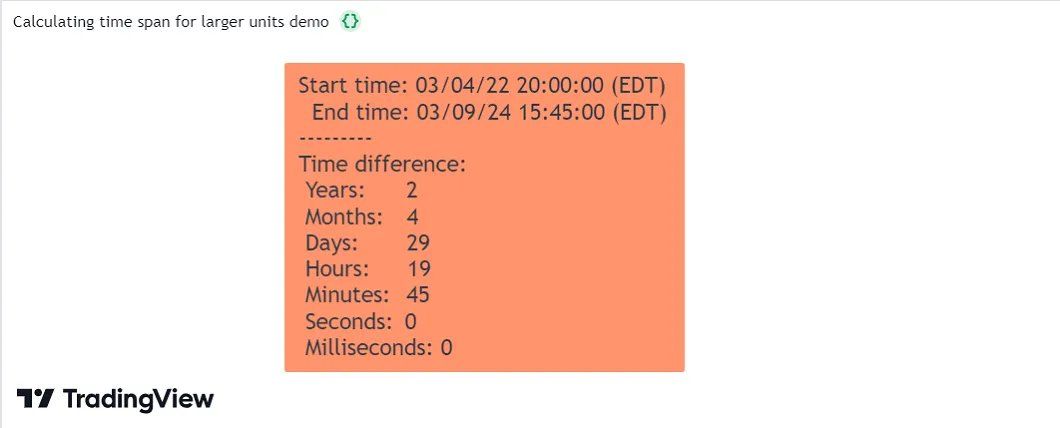 Calculating time span for larger units demo {}
Start time: 03/04/22 20:00:00 (EDT)
End time: 03/09/24 15:45:00 (EDT)
---------
Time difference:
Years: 2
Months: 4
Days: 29
Hours: 19
Minutes: 45
Seconds: 0
Milliseconds: 0
TradingView